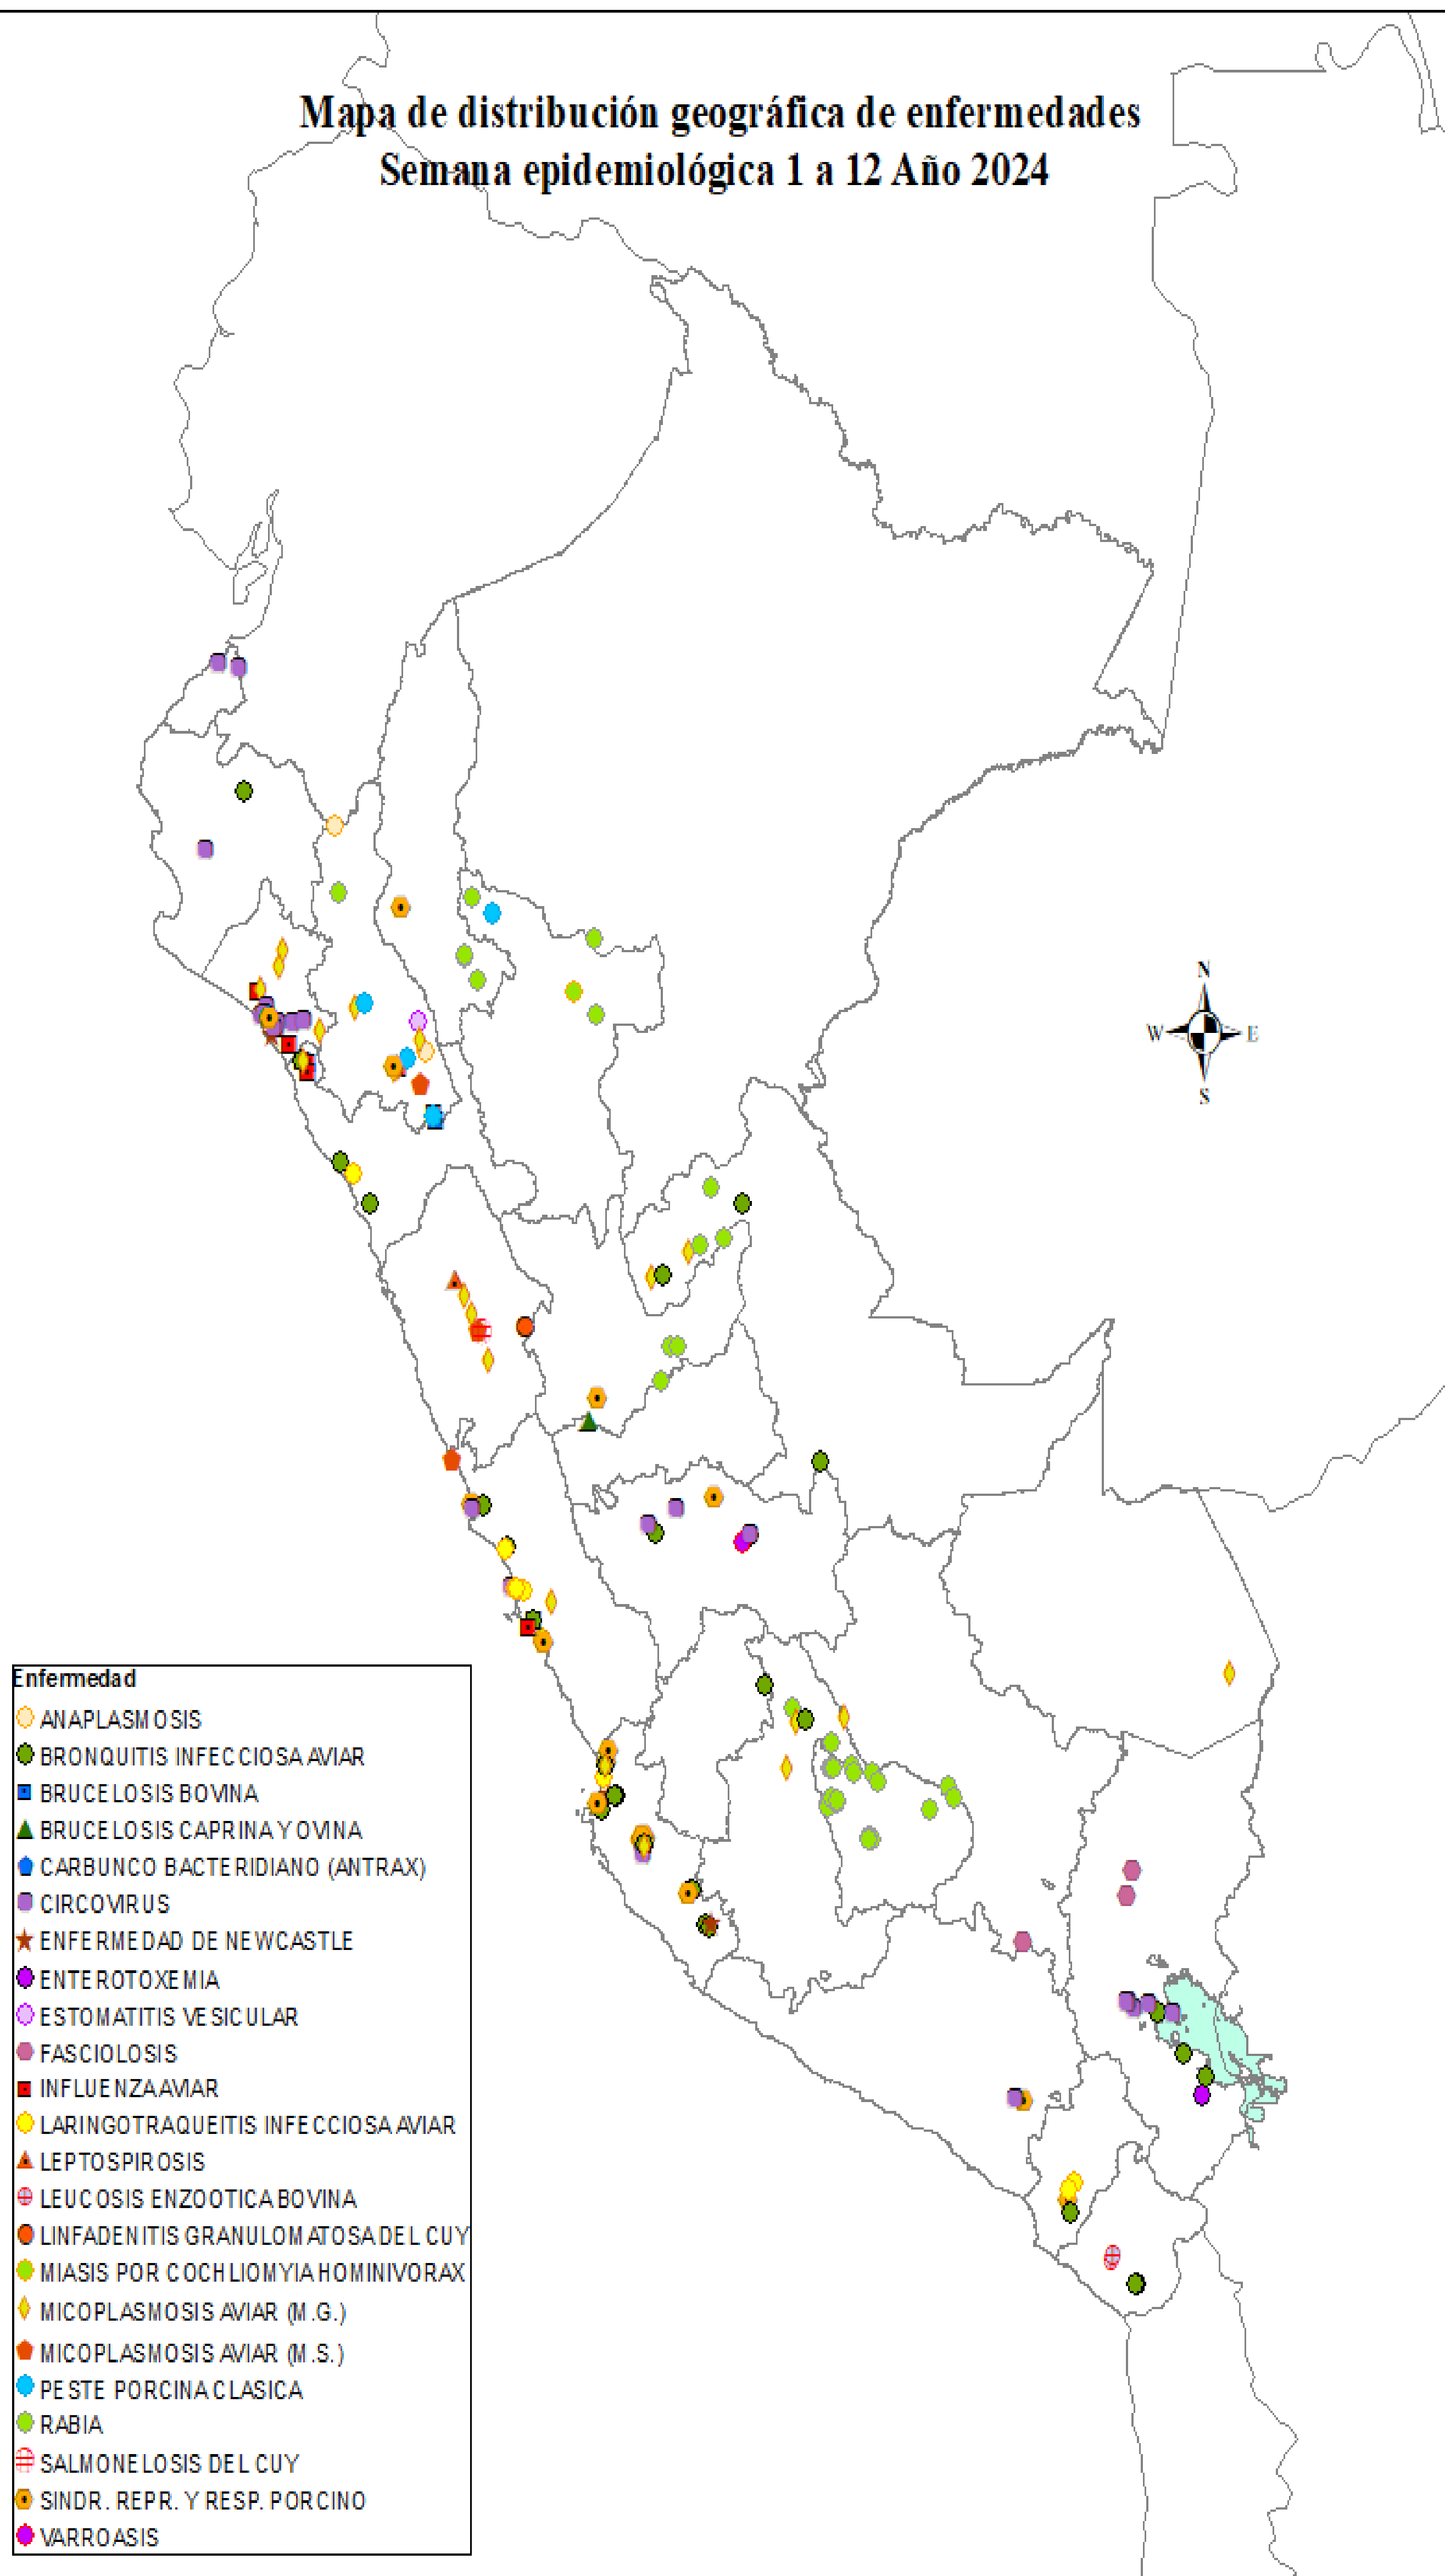 Mapa de distribución geográfica de enfermedades
Semana epidemiológica 1 a 12 Año 2024
N
W E
S
Enfermedad
ANAPLASMOSIS
BRONQUITIS INFECCIOSA AVIAR
BRUCELOSIS BOVINA
BRUCELOSIS CAPRINA Y OVINA
CARBUNCO BACTERIDIANO (ANTRAX)
CIRCOVIRUS
ENFERMEDAD DE NEWCASTLE
ENTEROTOXEMIA
ESTOMATITIS VESICULAR
FASCIOLOSIS
INFLUENZA AVIAR
LARINGOTRAQUEITIS INFECCIOSA AVIAR
LEPTOSPIROSIS
LEUCOSIS ENZOOTICA BOVINA
LINFADENITIS GRANULOMATOSA DEL CUY
MIASIS POR COCHLIOMYIA HOMINIVORAX
MICOPLASMOSIS AVIAR (M.G.)
MICOPLASMOSIS AVIAR (M.S.)
PESTE PORCINA CLASICA
RABIA
SALMONELOSIS DEL CUY
SINDR. REPR. Y RESP. PORCINO
VARROASIS